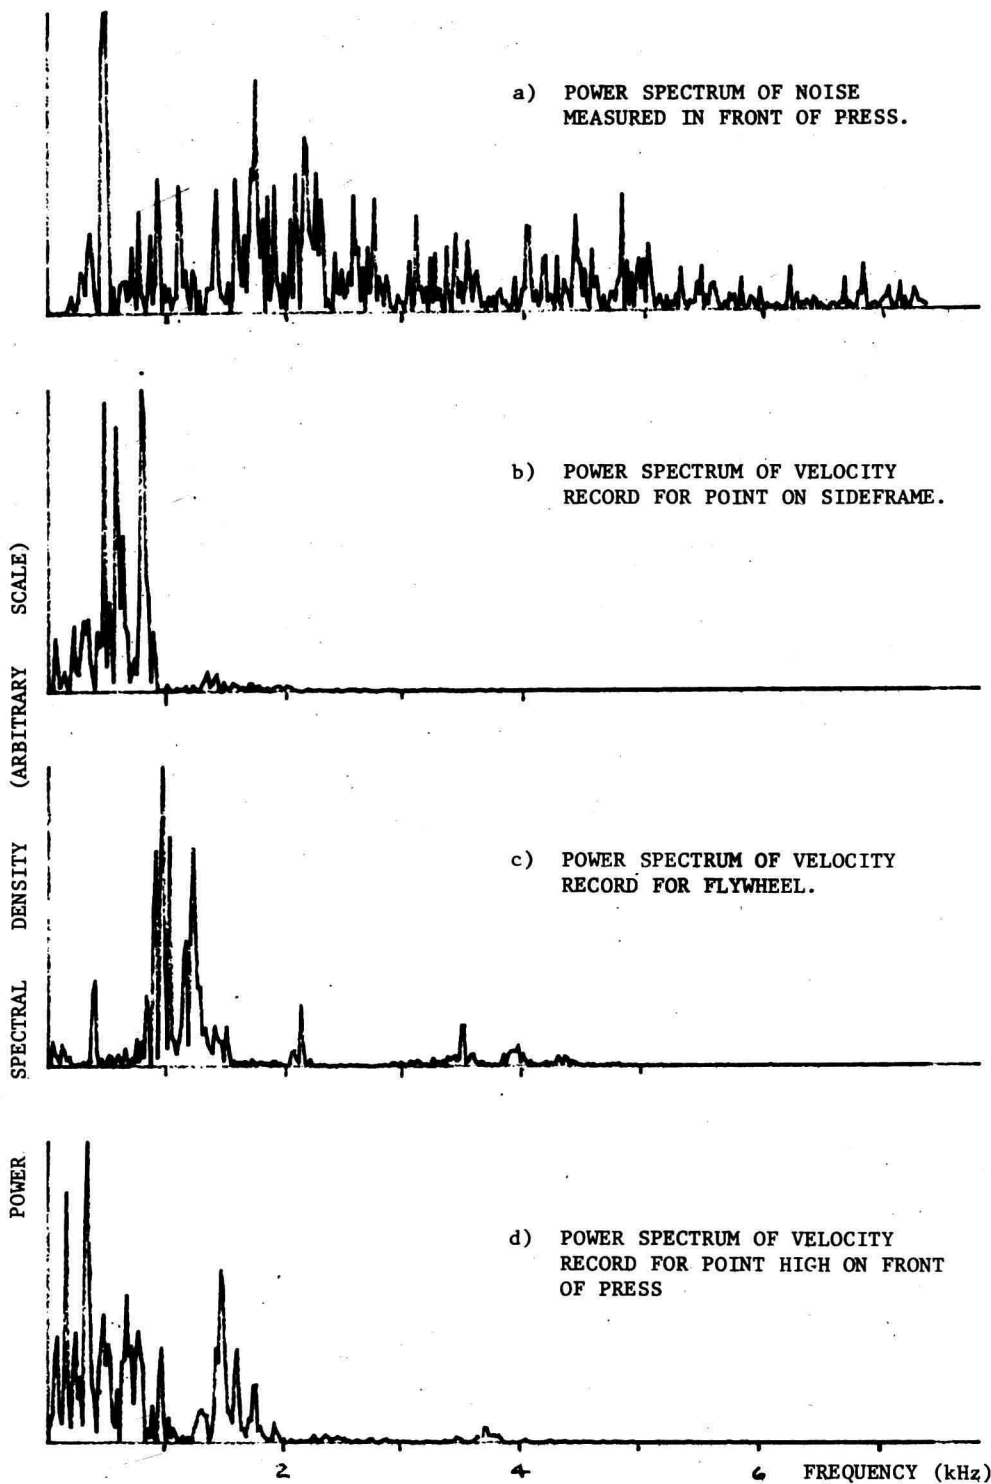 a) POWER SPECTRUM OF NOISE
MEASURED IN FRONT OF PRESS.
b) POWER SPECTRUM OF VELOCITY
RECORD FOR POINT ON SIDEFRAME.
c) POWER SPECTRUM OF VELOCITY
RECORD FOR FLYWHEEL.
d) POWER SPECTRUM OF VELOCITY
RECORD FOR POINT HIGH ON FRONT
OF PRESS
POWER SPECTRAL DENSITY (ARBITRARY SCALE)
2 4 6 FREQUENCY (kHz)